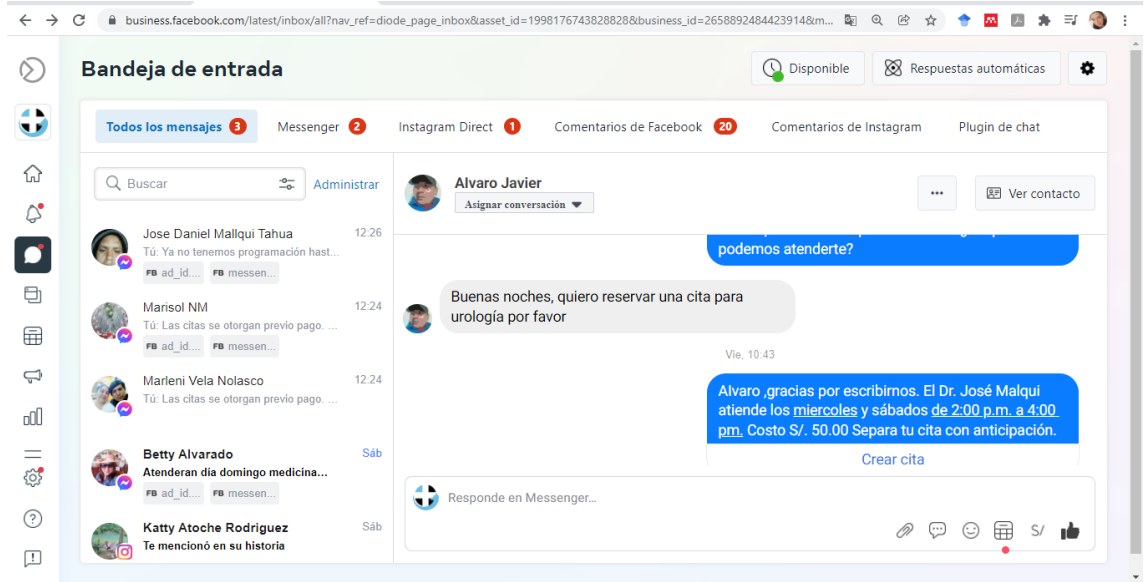 business.facebook.com/latest/inbox/all?nav_ref=diode_page_inbox&asset_id=1998176743828828&business_id=2658892484423914&m...
Bandeja de entrada
Disponible
Respuestas automáticas
Todos los mensajes 3
Messenger 2
Instagram Direct 1
Comentarios de Facebook 20
Comentarios de Instagram
Plugin de chat
Buscar
Administrar
Jose Daniel Mallqui Tahua 12:26
Tú: Ya no tenemos programación hast...
FB ad_id.... FB messen...
Marisol NM 12:24
Tú: Las citas se otorgan previo pago. ...
FB ad_id.... FB messen...
Marleni Vela Nolasco 12:24
Tú: Las citas se otorgan previo pago. ...
Betty Alvarado Sáb
Atenderan dia domingo medicina...
FB ad_id.... FB messen...
Katty Atoche Rodriguez Sáb
Te mencionó en su historia
Alvaro Javier
Asignar conversación
Ver contacto
podemos atenderte?
Buenas noches, quiero reservar una cita para
urología por favor
Vie, 10:43
Alvaro ,gracias por escribirnos. El Dr. José Malqui
atiende los miercoles y sábados de 2:00 p.m. a 4:00
pm. Costo S/. 50.00 Separa tu cita con anticipación.
Crear cita
Responde en Messenger...
S/